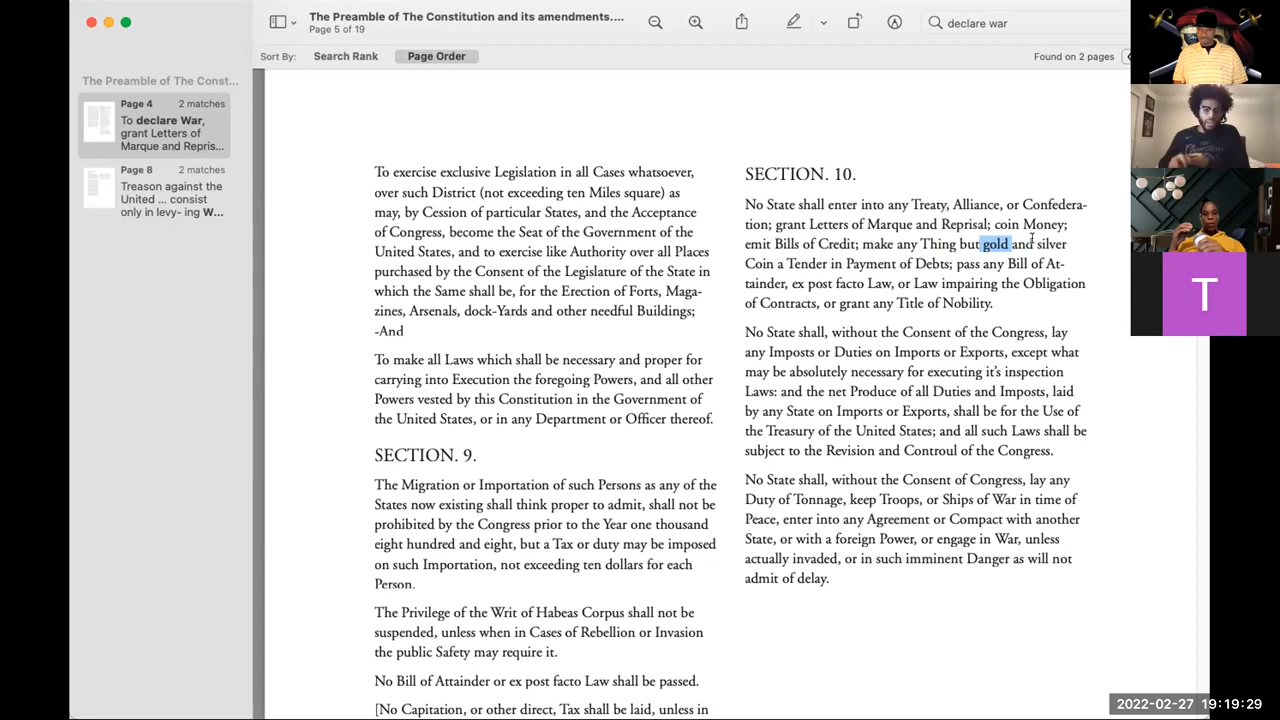 The Preamble of The Constitution and its amendments....
Page 5 of 19
declare war
Sort By:
Search Rank
Page Order
Found on 2 pages
The Preamble of The Const...
Page 4
2 matches
To declare War,
grant Letters of
Marque and Repris...
Page 8
2 matches
Treason against the
United ... consist
only in levy- ing W...
To exercise exclusive Legislation in all Cases whatsoever,
over such District (not exceeding ten Miles square) as
may, by Cession of particular States, and the Acceptance
of Congress, become the Seat of the Government of the
United States, and to exercise like Authority over all Places
purchased by the Consent of the Legislature of the State in
which the Same shall be, for the Erection of Forts, Maga-
zines, Arsenals, dock-Yards and other needful Buildings;
-And
To make all Laws which shall be necessary and proper for
carrying into Execution the foregoing Powers, and all other
Powers vested by this Constitution in the Government of
the United States, or in any Department or Officer thereof.
SECTION. 9.
The Migration or Importation of such Persons as any of the
States now existing shall think proper to admit, shall not be
prohibited by the Congress prior to the Year one thousand
eight hundred and eight, but a Tax or duty may be imposed
on such Importation, not exceeding ten dollars for each
Person.
The Privilege of the Writ of Habeas Corpus shall not be
suspended, unless when in Cases of Rebellion or Invasion
the public Safety may require it.
No Bill of Attainder or ex post facto Law shall be passed.
[No Capitation, or other direct, Tax shall be laid, unless in
SECTION. 10.
No State shall enter into any Treaty, Alliance, or Confedera-
tion; grant Letters of Marque and Reprisal; coin Money;
emit Bills of Credit; make any Thing but gold and silver
Coin a Tender in Payment of Debts; pass any Bill of At-
tainder, ex post facto Law, or Law impairing the Obligation
of Contracts, or grant any Title of Nobility.
No State shall, without the Consent of the Congress, lay
any Imposts or Duties on Imports or Exports, except what
may be absolutely necessary for executing it's inspection
Laws: and the net Produce of all Duties and Imposts, laid
by any State on Imports or Exports, shall be for the Use of
the Treasury of the United States; and all such Laws shall be
subject to the Revision and Controul of the Congress.
No State shall, without the Consent of Congress, lay any
Duty of Tonnage, keep Troops, or Ships of War in time of
Peace, enter into any Agreement or Compact with another
State, or with a foreign Power, or engage in War, unless
actually invaded, or in such imminent Danger as will not
admit of delay.
T
2022-02-27 19:19:29